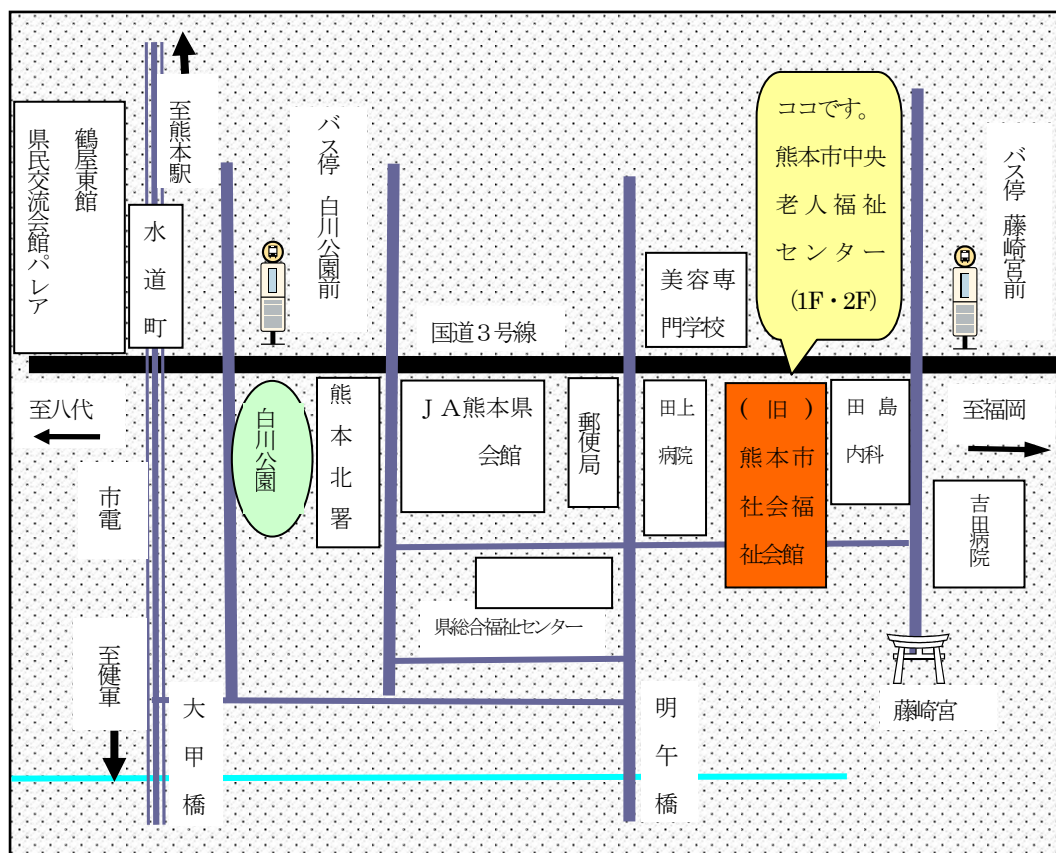 至熊本駅
鶴屋東館
県民交流会館パレア
水道町
バス停 白川公園前
国道３号線
美容専
門学校
ココです。
熊本市中央
老人福祉
センター
(1F・2F)
バス停 藤崎宮前
至八代
市電
至健軍
白川公園
熊本北署
ＪＡ熊本県
会館
郵便局
田上
病院
(旧)
熊本市
社会福
祉会館
田島
内科
至福岡
吉田病院
県総合福祉センター
藤崎宮
大甲橋
明午橋